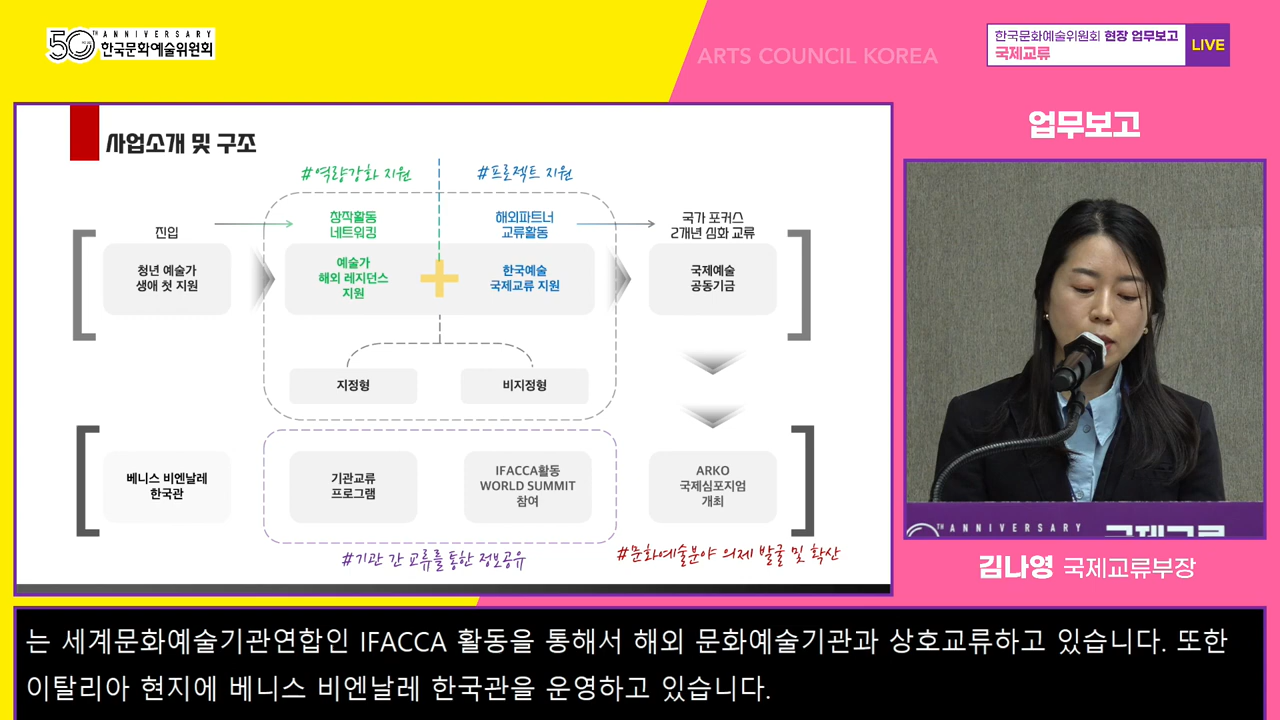 50TH ANNIVERSARY
한국문화예술위원회
ARTS COUNCIL KOREA
한국문화예술위원회 현장 업무보고
국제교류
LIVE
사업소개 및 구조
#역량강화 지원
#프로젝트 지원
진입
창작활동
네트워킹
해외파트너
교류활동
국가 포커스
2개년 심화 교류
청년 예술가
생애 첫 지원
예술가
해외 레지던스
지원
한국예술
국제교류 지원
국제예술
공동기금
지정형
비지정형
베니스 비엔날레
한국관
기관교류
프로그램
IFACCA활동
WORLD SUMMIT
참여
ARKO
국제심포지엄
개최
#기관 간 교류를 통한 정보공유
#문화예술분야 의제 발굴 및 확산
업무보고
TH ANNIVERSARY
국제교류
김나영 국제교류부장
는 세계문화예술기관연합인 IFACCA 활동을 통해서 해외 문화예술기관과 상호교류하고 있습니다. 또한
이탈리아 현지에 베니스 비엔날레 한국관을 운영하고 있습니다.